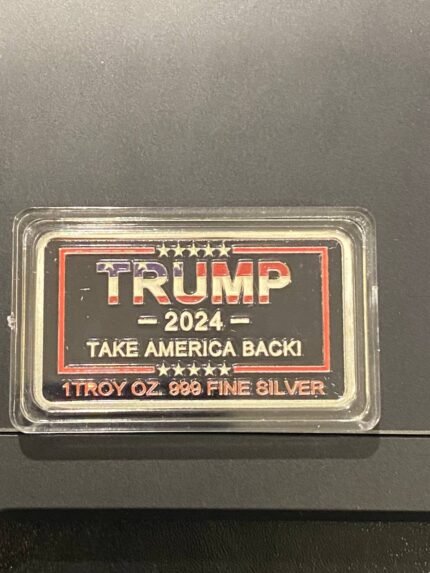 ★★★★★
TRUMP
- 2024 -
TAKE AMERICA BACK!
★★★★★
1TROY OZ. 999 FINE SILVER